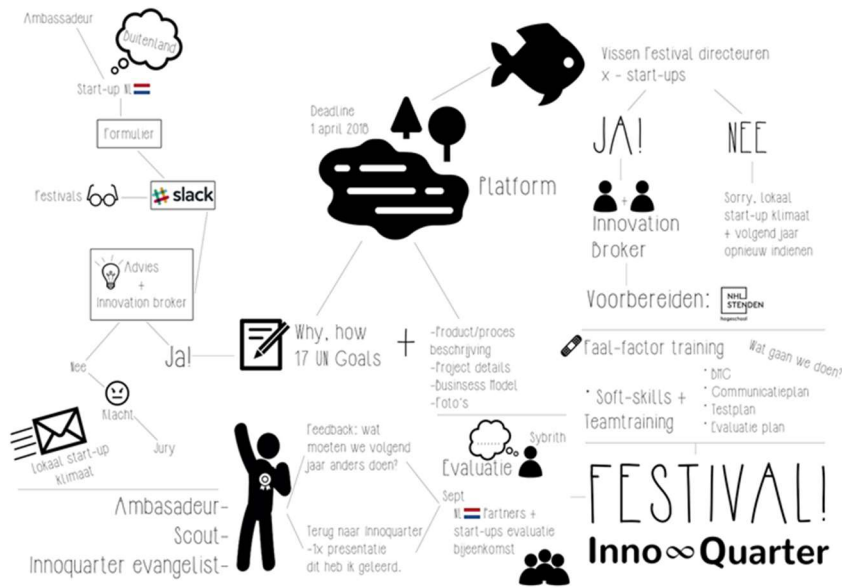 Ambassadeur
Buitenland
Start-up NL
Formulier
Festivals
slack
Advies
+
Innovation broker
Nee
Ja!
Klacht
Jury
Lokaal start-up
klimaat
Why, how
17 UN Goals
+
-Product/proces
beschrijving
-Project details
-Businsess Model
-Foto's
Deadline
1 april 2018
Platform
Vissen Festival directeuren
x - start-ups
JA!
NEE
+
Innovation
Broker
Sorry, lokaal
start-up klimaat
+ volgend jaar
opnieuw indienen
Voorbereiden:
NHL
STENDEN
hogeschool
Faal-factor training
Wat gaan we doen?
* Soft-skills +
Teamtraining
* BMC
* Communicatieplan
* Testplan
* Evaluatie plan
FESTIVAL!
Inno∞Quarter
Evaluatie
Sybrith
Sept
NL Partners +
start-ups evaluatie
bijeenkomst
Feedback: wat
moeten we volgend
jaar anders doen?
Terug naar Innoquarter
-1x presentatie
dit heb ik geleerd.
Ambasadeur-
Scout-
Innoquarter evangelist-